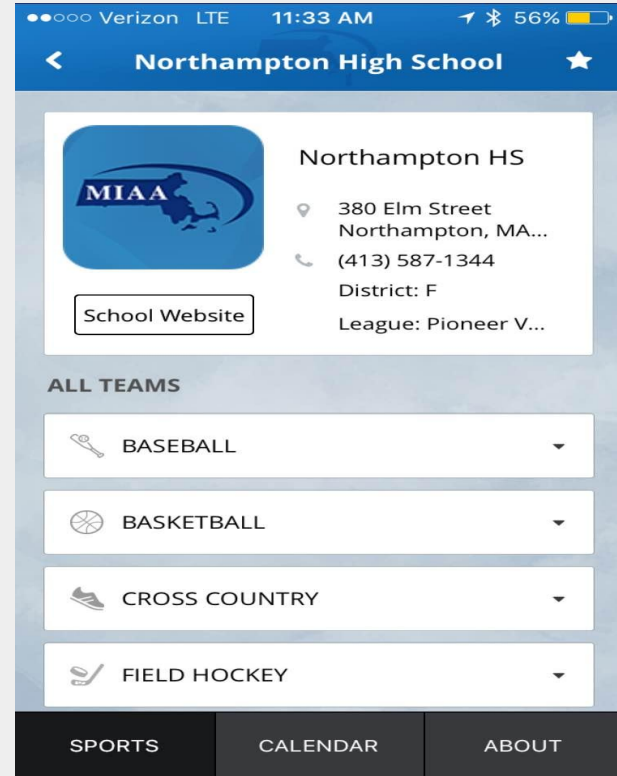 Verizon LTE 11:33 AM 56%
Northampton High School
MIAA
Northampton HS
380 Elm Street
Northampton, MA...
(413) 587-1344
District: F
League: Pioneer V...
School Website
ALL TEAMS
BASEBALL
BASKETBALL
CROSS COUNTRY
FIELD HOCKEY
SPORTS CALENDAR ABOUT